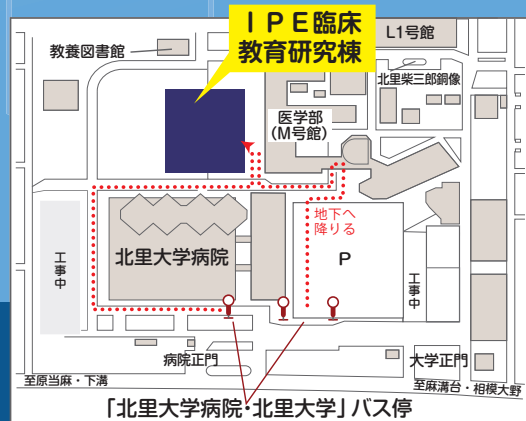 IPE臨床
教育研究棟
L1号館
教養図書館
北里柴三郎銅像
医学部
(M号館)
地下へ
降りる
北里大学病院
P
工事中
工事中
病院正門
大学正門
至原当麻・下溝
至麻溝台・相模大野
「北里大学病院・北里大学」バス停